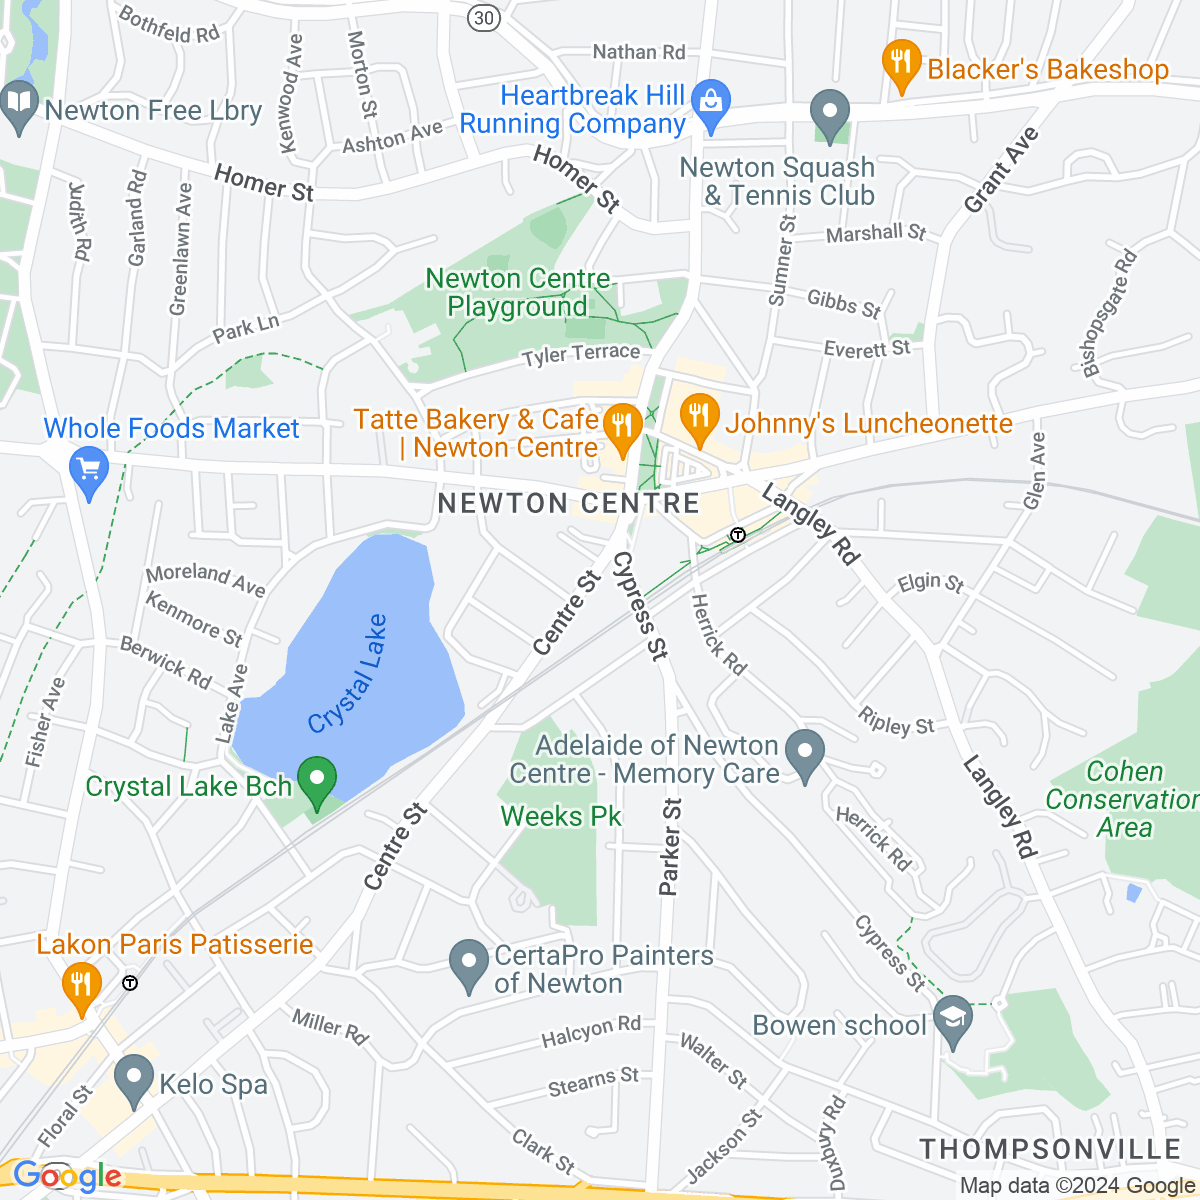 Bothfeld Rd
30
Nathan Rd
Blacker's Bakeshop
Morton St
Kenwood Ave
Heartbreak Hill
Running Company
Newton Free Lbry
Ashton Ave
Homer St
Homer St
Newton Squash
& Tennis Club
Grant Ave
Judith Rd
Garland Rd
Greenlawn Ave
Marshall St
Sumner St
Newton Centre
Playground
Gibbs St
Bishopsgate Rd
Park Ln
Tyler Terrace
Everett St
Tatte Bakery & Cafe
| Newton Centre
Johnny's Luncheonette
Whole Foods Market
Glen Ave
NEWTON CENTRE
Langley Rd
T
Moreland Ave
Kenmore St
Berwick Rd
Centre St
Cypress St
Elgin St
Herrick Rd
Crystal Lake
Lake Ave
Fisher Ave
Ripley St
Adelaide of Newton
Centre - Memory Care
Crystal Lake Bch
Weeks Pk
Langley Rd
Cohen
Conservation
Area
Centre St
Parker St
Herrick Rd
Lakon Paris Patisserie
CertaPro Painters
of Newton
Cypress St
T
Miller Rd
Halcyon Rd
Bowen school
Walter St
Stearns St
Kelo Spa
Floral St
Clark St
Jackson St
Duxbury Rd
THOMPSONVILLE
Google
Map data ©2024 Google